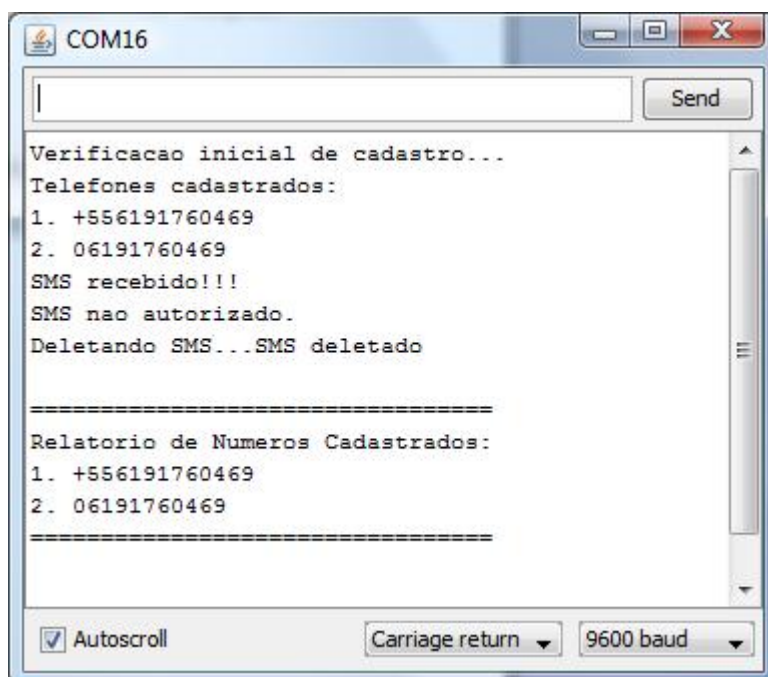 COM16
Send
Verificacao inicial de cadastro...
Telefones cadastrados:
1. +556191760469
2. 06191760469
SMS recebido!!!
SMS nao autorizado.
Deletando SMS...SMS deletado
=================================
Relatorio de Numeros Cadastrados:
1. +556191760469
2. 06191760469
=================================
Autoscroll
Carriage return
9600 baud